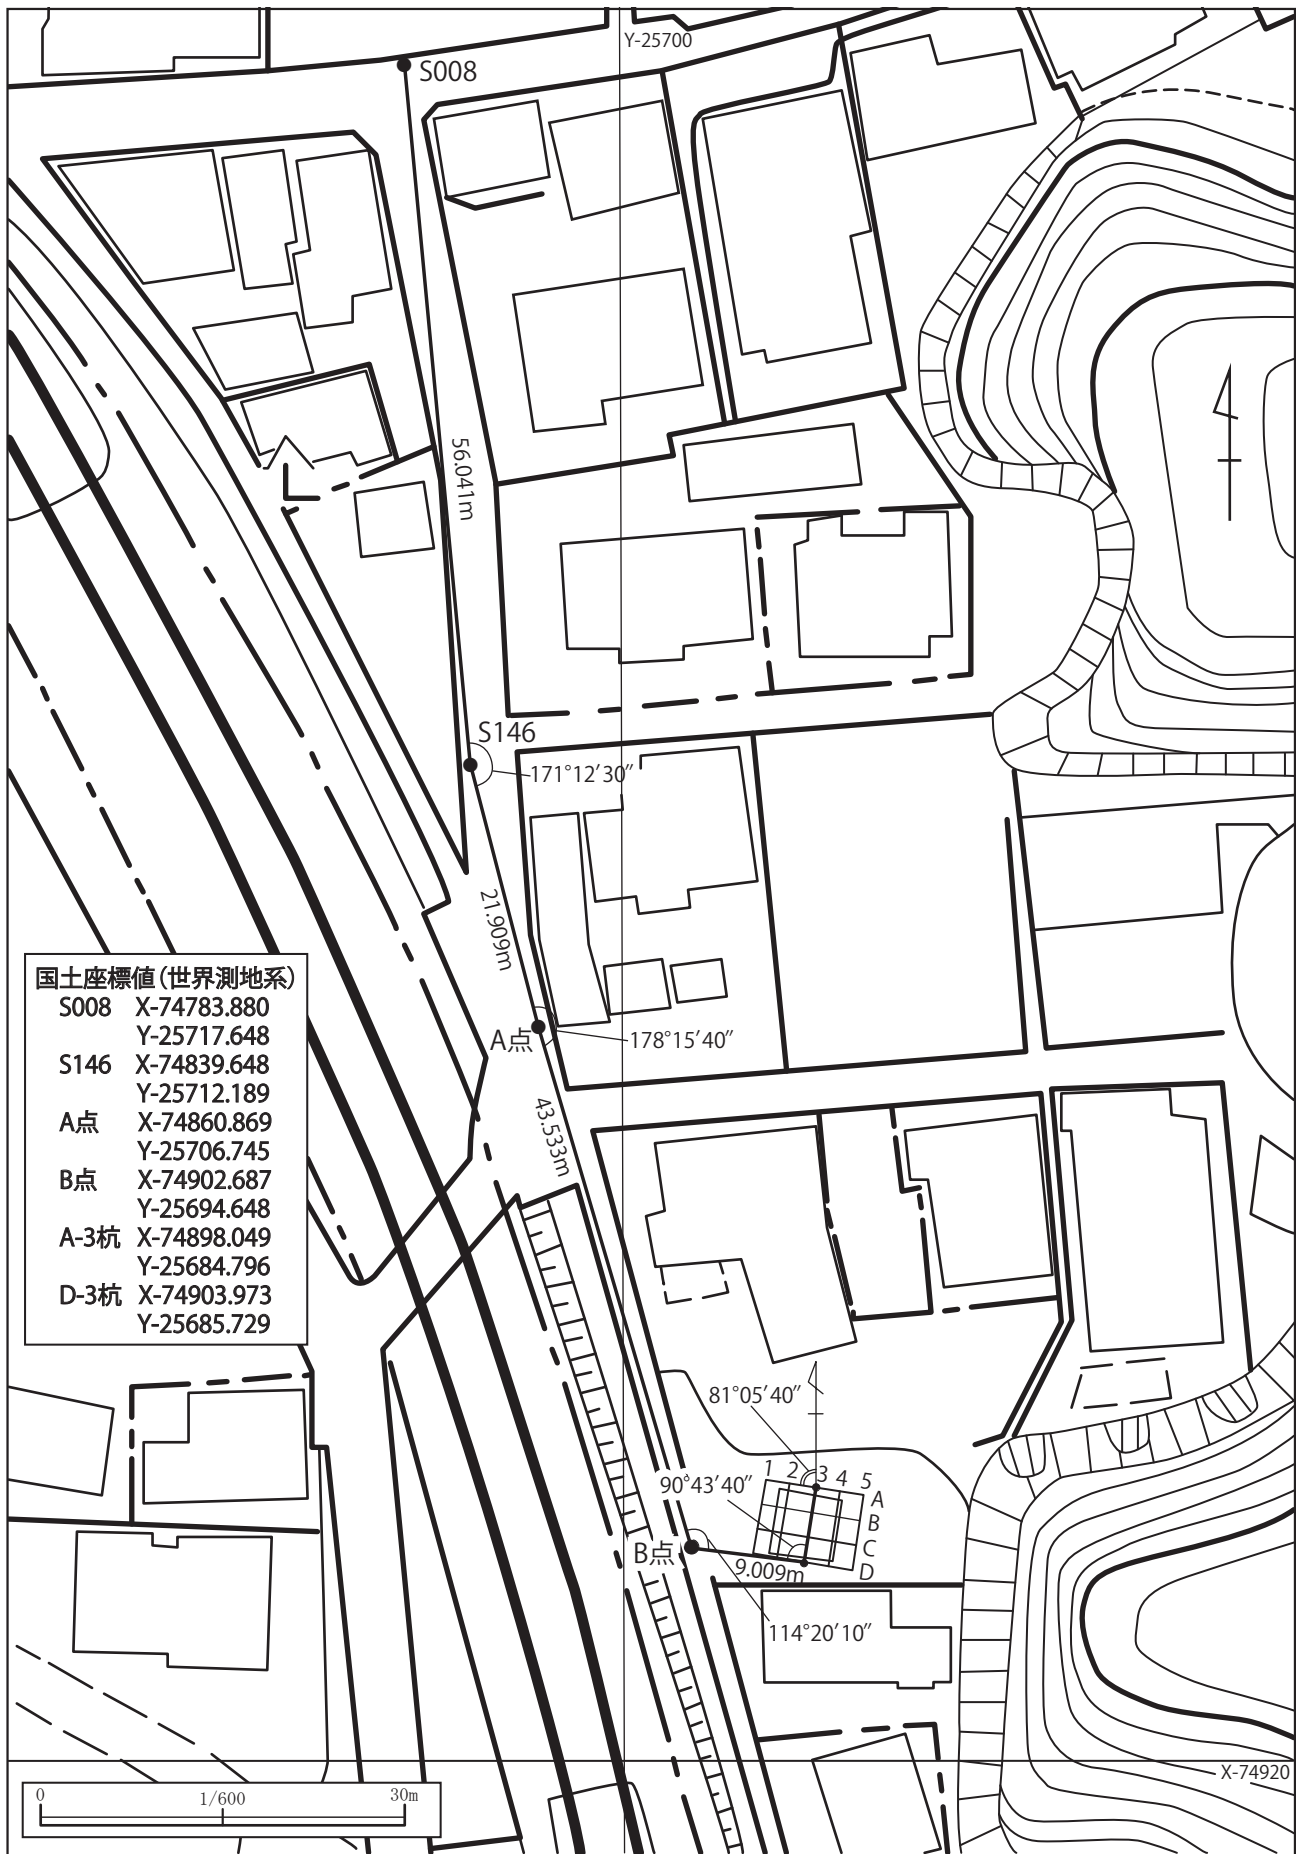 Y-25700
S008
56.041m
S146
171°12′30″
21.909m
A点
178°15′40″
43.533m
国土座標値(世界測地系)
S008 X-74783.880
Y-25717.648
S146 X-74839.648
Y-25712.189
A点 X-74860.869
Y-25706.745
B点 X-74902.687
Y-25694.648
A-3杭 X-74898.049
Y-25684.796
D-3杭 X-74903.973
Y-25685.729
81°05′40″
90°43′40″
1 2 3 4 5
A
B
C
D
B点
9.009m
114°20′10″
X-74920
0 1/600 30m